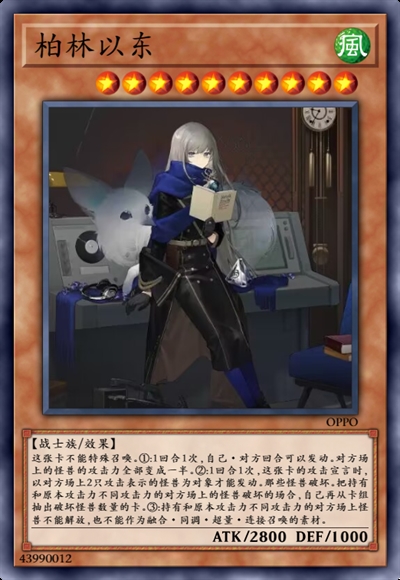 柏林以东
風
OPPO
【战士族/效果】
这张卡不能特殊召唤。①:1回合1次，自己·对方回合可以发动。对方场
上的怪兽的攻击力全部变成一半。②:1回合1次，这张卡的攻击宣言时，
以对方场上2只攻击表示的怪兽为对象才能发动。那些怪兽破坏。把持有
和原本攻击力不同攻击力的对方场上的怪兽破坏的场合，自己再从卡组
抽出破坏怪兽数量的卡。③:持有和原本攻击力不同攻击力的对方场上怪
兽不能解放，也不能作为融合·同调·超量·连接召唤的素材。
ATK/2800 DEF/1000
43990012